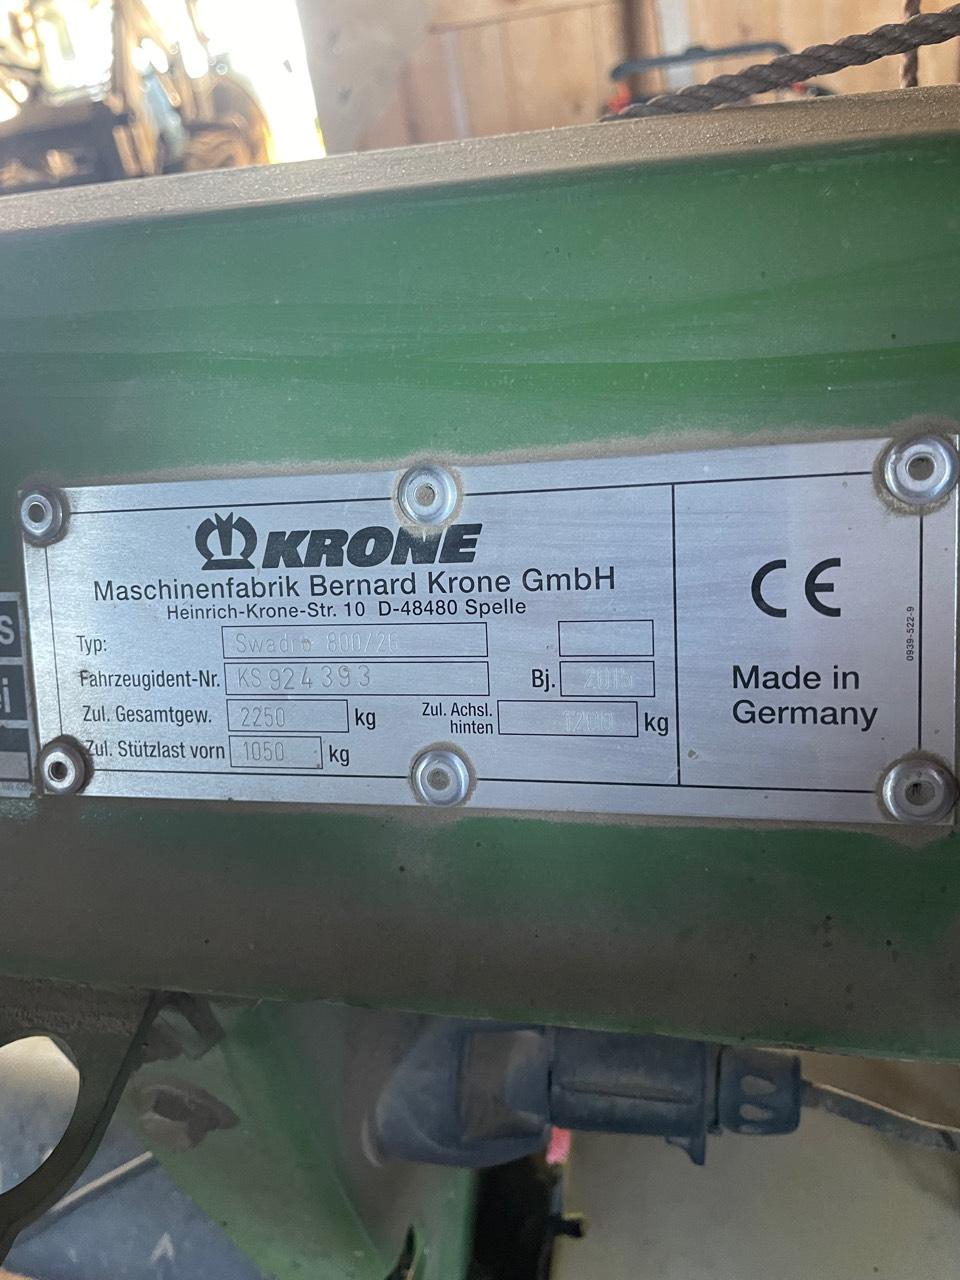 KRONE
Maschinenfabrik Bernard Krone GmbH
Heinrich-Krone-Str. 10 D-48480 Spelle
Typ: Swadro 800/26
Fahrzeugident-Nr. KS924393 Bj. 2015
Zul. Gesamtgew. 2250 kg Zul. Achsl. hinten 1200 kg
Zul. Stützlast vorn 1050 kg
CE
Made in
Germany
0939-522-9